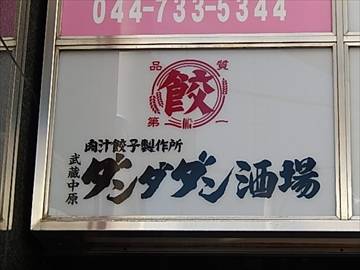 044-733-5344
品質
餃
第一
肉汁餃子製作所
武蔵中原
ダンダダン酒場